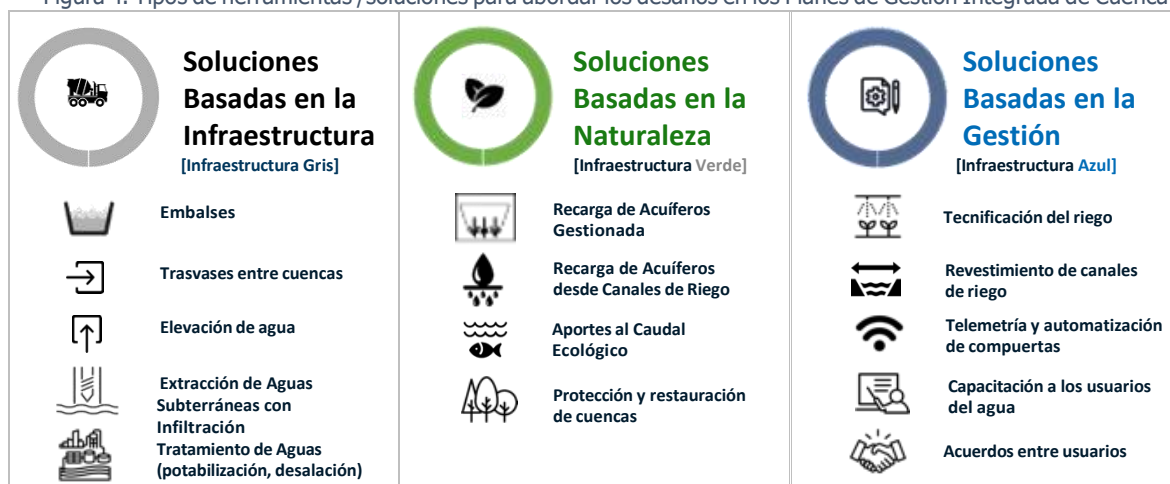 Figura 4. Tipos de herramientas / soluciones para abordar los desafíos en los Planes de Gestión Integrada de Cuenca
Soluciones
Basadas en la
Infraestructura
[Infraestructura Gris]
Embalses
Trasvases entre cuencas
Elevación de agua
Extracción de Aguas
Subterráneas con
Infiltración
Tratamiento de Aguas
(potabilización, desalación)
Soluciones
Basadas en la
Naturaleza
[Infraestructura Verde]
Recarga de Acuíferos
Gestionada
Recarga de Acuíferos
desde Canales de Riego
Aportes al Caudal
Ecológico
Protección y restauración
de cuencas
Soluciones
Basadas en la
Gestión
[Infraestructura Azul]
Tecnificación del riego
Revestimiento de canales
de riego
Telemetría y automatización
de compuertas
Capacitación a los usuarios
del agua
Acuerdos entre usuarios